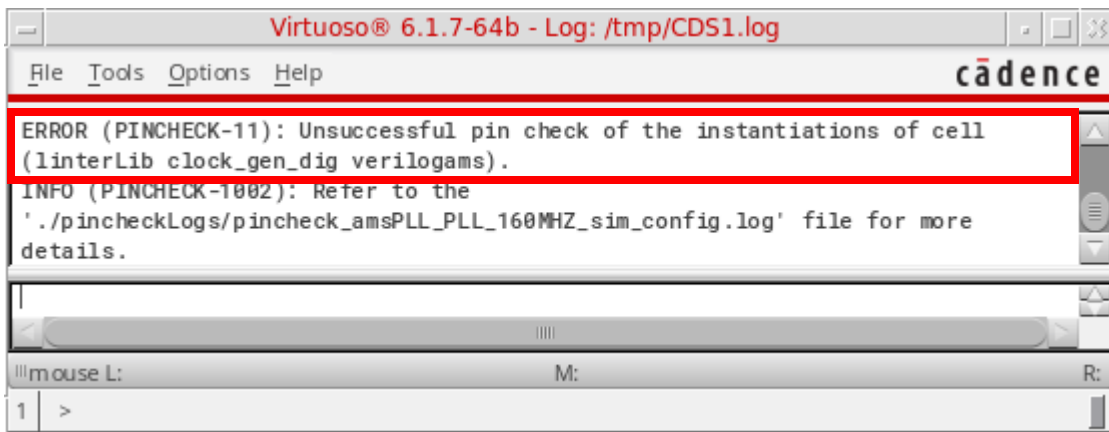 Virtuoso® 6.1.7-64b - Log: /tmp/CDS1.log
File Tools Options Help cādence
ERROR (PINCHECK-11): Unsuccessful pin check of the instantiations of cell
(linterLib clock_gen_dig verilogams).
INFO (PINCHECK-1002): Refer to the
'./pincheckLogs/pincheck_amsPLL_PLL_160MHZ_sim_config.log' file for more
details.
mouse L: M: R:
1 >